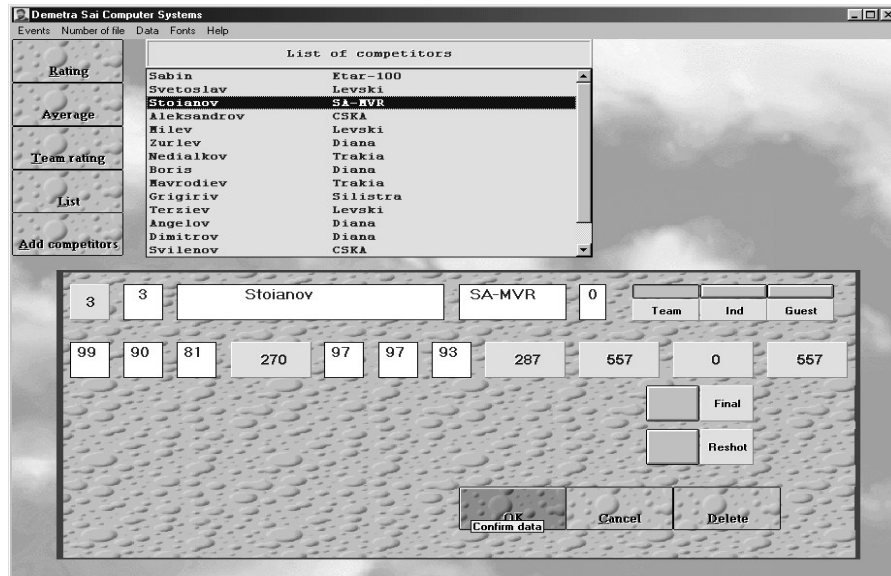 Demetra Sai Computer Systems
Events Number of file Data Fonts Help
Rating
Average
Team rating
List
Add competitors
List of competitors
Sabin Etar-100
Svetoslav Levski
Stoianov SA-MVR
Aleksandrov CSKA
Milev Levski
Zurlev Diana
Nedialkov Trakia
Boris Diana
Mavrodiev Trakia
Grigiriv Silistra
Terziev Levski
Angelov Diana
Dimitrov Diana
Svilenov CSKA
3 3 Stoianov SA-MVR 0
Team Ind Guest
99 90 81 270 97 97 93 287 557 0 557
Final
Reshot
OK Cancel Delete
Confirm data